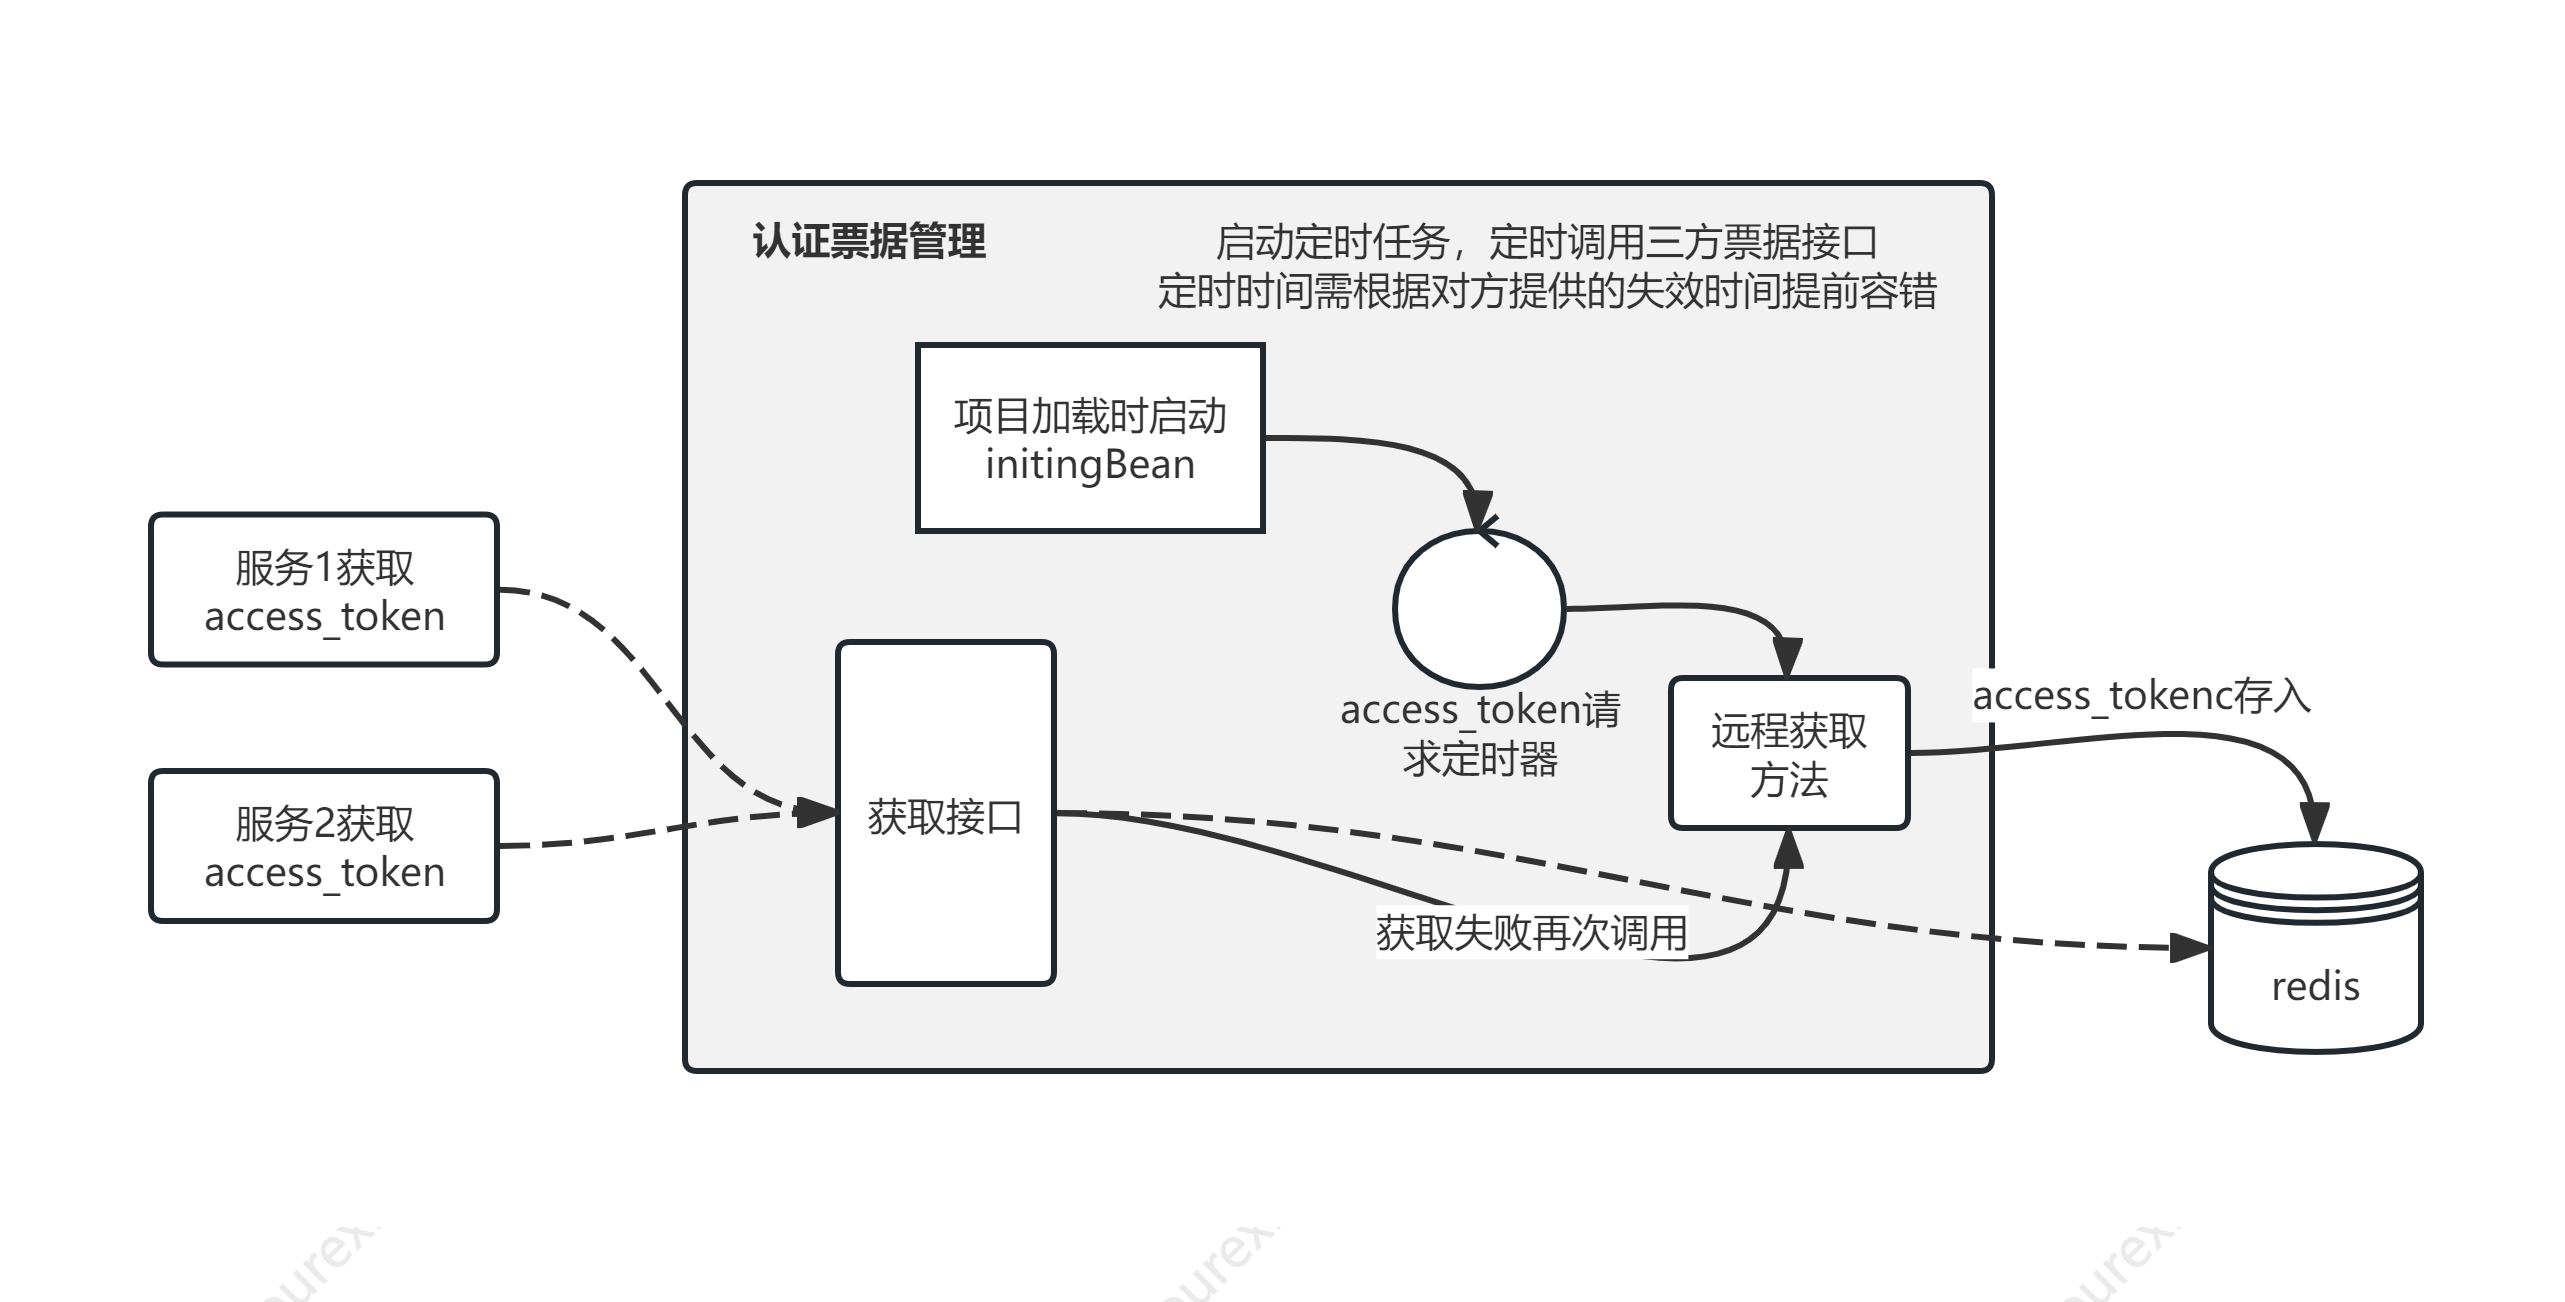 认证票据管理
启动定时任务，定时调用三方票据接口
定时时间需根据对方提供的失效时间提前容错
项目加载时启动
initingBean
服务1获取
access_token
服务2获取
access_token
获取接口
access_token请
求定时器
远程获取
方法
access_tokenc存入
获取失败再次调用
redis